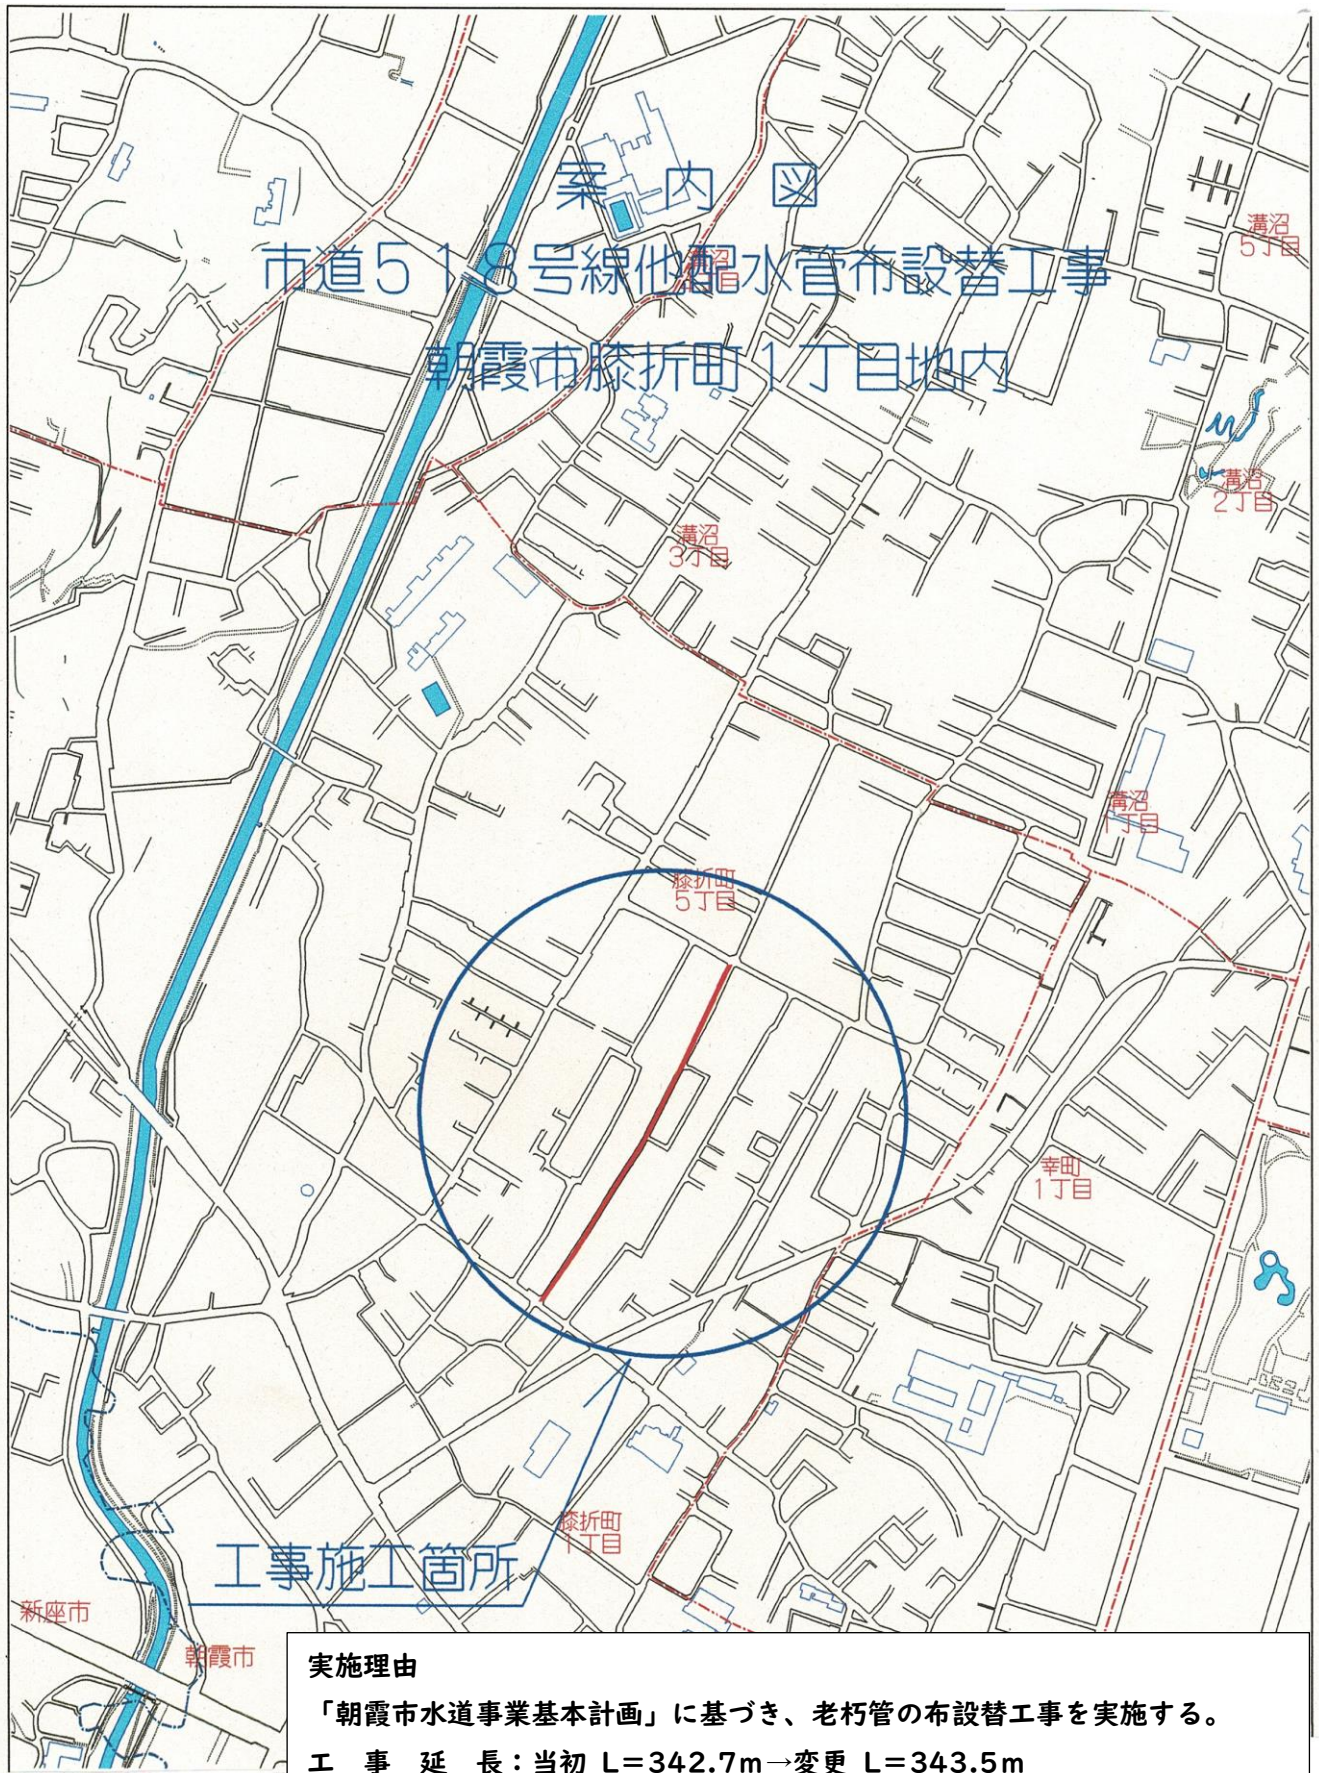 案内図
市道518号線他配水管布設替工事
朝霞市膝折町1丁目地内
溝沼
5丁目
溝沼
2丁目
溝沼
3丁目
溝沼
1丁目
膝折町
5丁目
幸町
1丁目
膝折町
1丁目
工事施工箇所
新座市
朝霞市
実施理由
「朝霞市水道事業基本計画」に基づき、老朽管の布設替工事を実施する。
工事延長：当初 L=342.7m→変更 L=343.5m